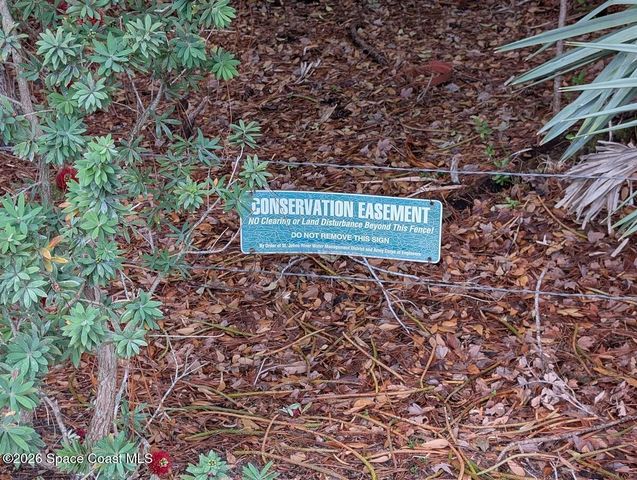 CONSERVATION EASEMENT
NO Clearing or Land Disturbance Beyond This Fence!
DO NOT REMOVE THIS SIGN
By Order of St. Johns River Water Management District and Army Corps of Engineers
©2026 Space Coast MLS